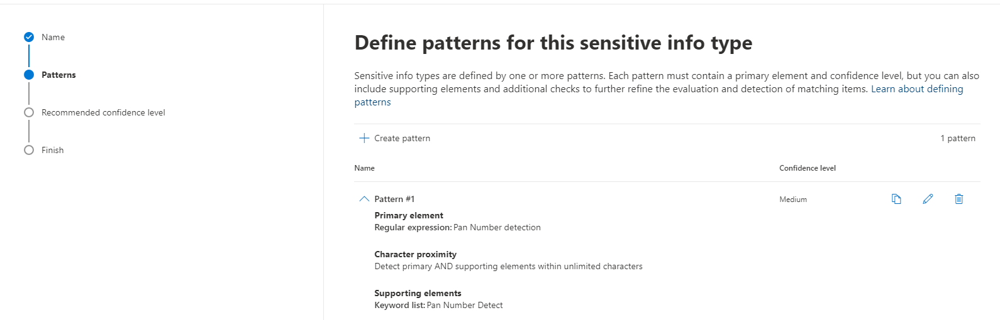 Name
Patterns
Recommended confidence level
Finish
Define patterns for this sensitive info type
Sensitive info types are defined by one or more patterns. Each pattern must contain a primary element and confidence level, but you can also
include supporting elements and additional checks to further refine the evaluation and detection of matching items. Learn about defining
patterns
Create pattern
1 pattern
Name
Confidence level
Pattern #1
Medium
Primary element
Regular expression: Pan Number detection
Character proximity
Detect primary AND supporting elements within unlimited characters
Supporting elements
Keyword list: Pan Number Detect